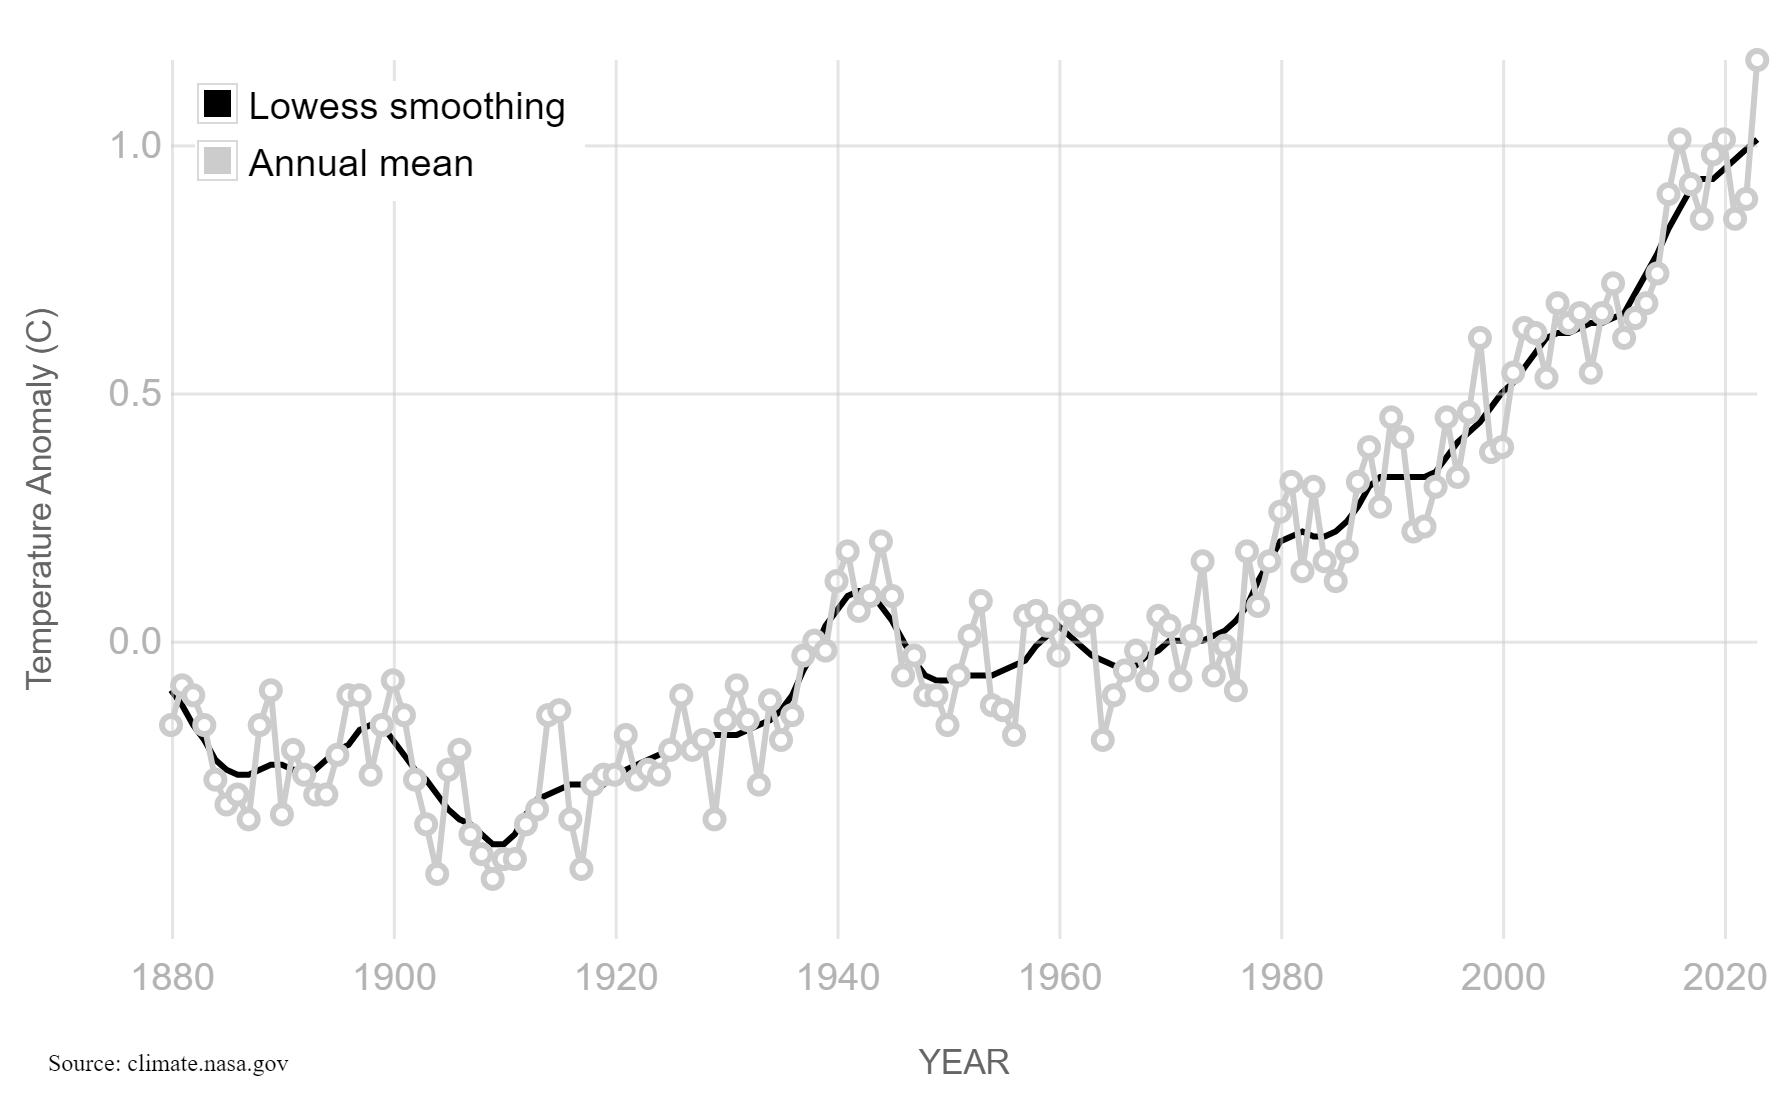 Lowess smoothing
Annual mean
1.0
0.5
0.0
Temperature Anomaly (C)
1880 1900 1920 1940 1960 1980 2000 2020
YEAR
Source: climate.nasa.gov